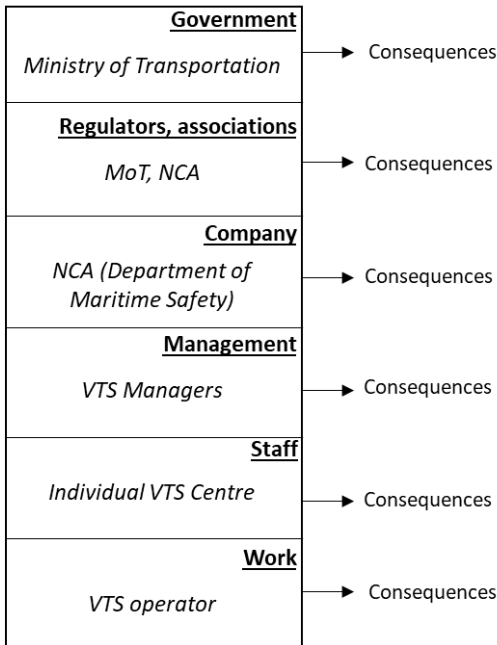 Government
Ministry of Transportation
Consequences
Regulators, associations
MoT, NCA
Consequences
Company
NCA (Department of
Maritime Safety)
Consequences
Management
VTS Managers
Consequences
Staff
Individual VTS Centre
Consequences
Work
VTS operator
Consequences